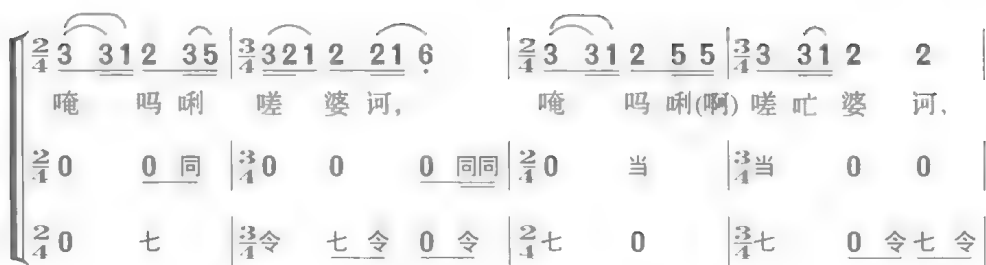 2/4 3 31 2 35 | 3/4 321 2 21 6 | 2/4 3 31 2 55 | 3/4 3 31 2 2 |
唵 吗 唎 嗟 婆 诃, 唵 吗 唎(啊) 嗟 𠮾 婆 诃、
2/4 0 0 同 | 3/4 0 0 0 同同 | 2/4 0 当 | 3/4 当 0 0 |
2/4 0 七 | 3/4 令 七 令 0 令 | 2/4 七 0 | 3/4 七 0 令七 令 |